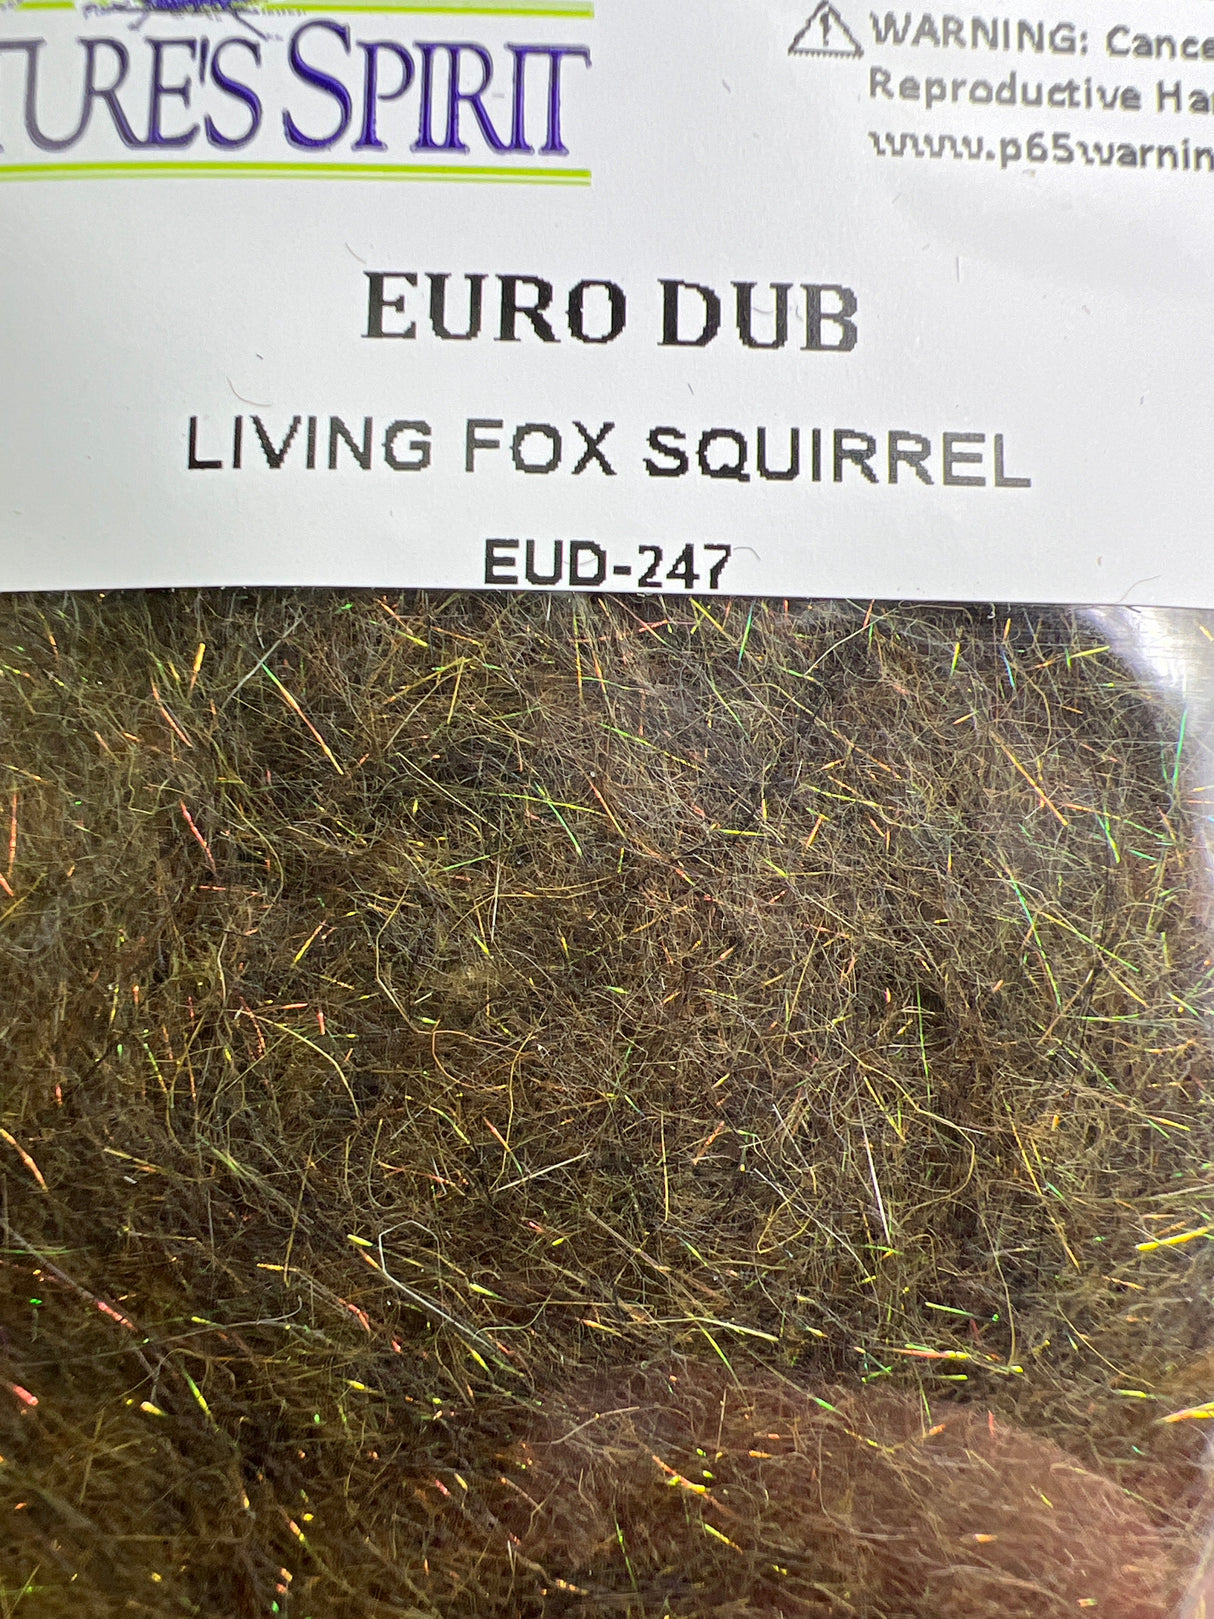 TURE'S SPIRIT
WARNING: Cance
Reproductive Ha
www.p65warnin
EURO DUB
LIVING FOX SQUIRREL
EUD-247